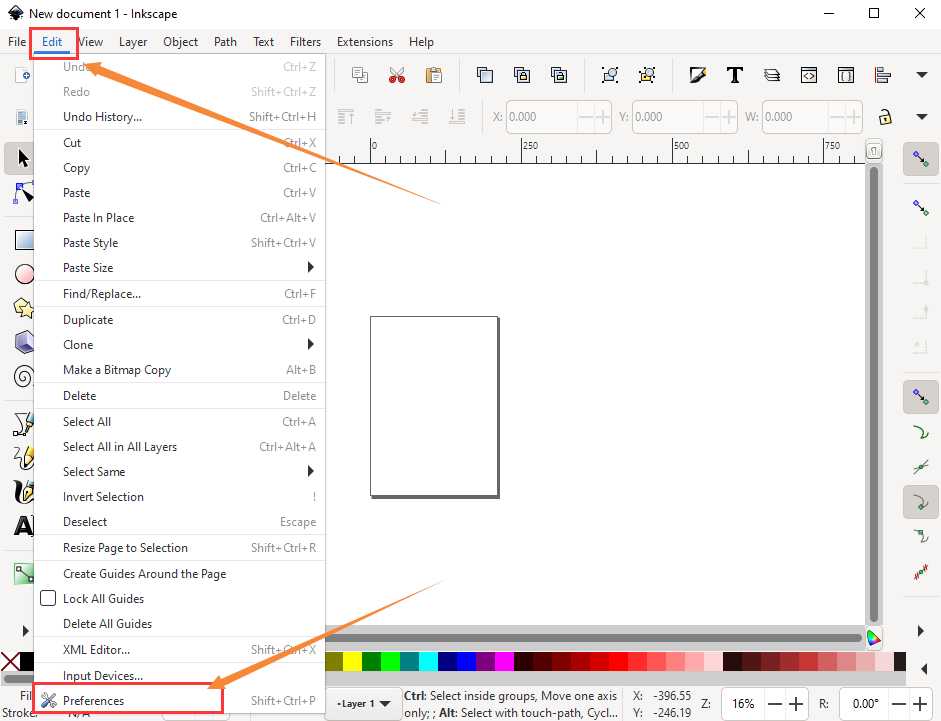 New document 1 - Inkscape
File Edit View Layer Object Path Text Filters Extensions Help
Undo Ctrl+Z
Redo Shift+Ctrl+Z
Undo History... Shift+Ctrl+H
X: 0.000 Y: 0.000 W: 0.000
Cut Ctrl+X
0 250 500 750
Copy Ctrl+C
Paste Ctrl+V
Paste In Place Ctrl+Alt+V
Paste Style Shift+Ctrl+V
Paste Size
Find/Replace... Ctrl+F
Duplicate Ctrl+D
Clone
Make a Bitmap Copy Alt+B
Delete Delete
Select All Ctrl+A
Select All in All Layers Ctrl+Alt+A
Select Same
Invert Selection !
Deselect Escape
Resize Page to Selection Shift+Ctrl+R
Create Guides Around the Page
Lock All Guides
Delete All Guides
XML Editor... Shift+Ctrl+X
Input Devices...
Preferences Shift+Ctrl+P
Fi
Stroke: N/A
-Layer 1
Ctrl: Select inside groups, Move one axis
only; ; Alt: Select with touch-path, Cycl...
X: -396.55
Y: -246.19
Z: 16% R: 0.00°